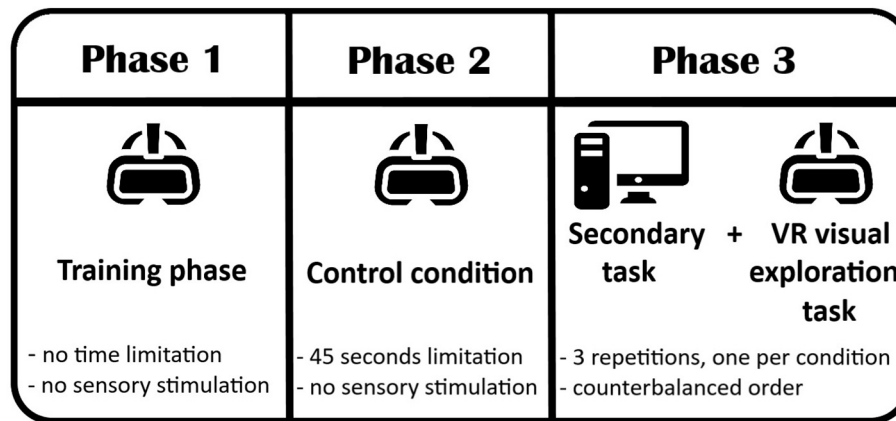 Phase 1
Phase 2
Phase 3
Training phase
- no time limitation
- no sensory stimulation
Control condition
- 45 seconds limitation
- no sensory stimulation
Secondary + VR visual
task exploration
task
- 3 repetitions, one per condition
- counterbalanced order